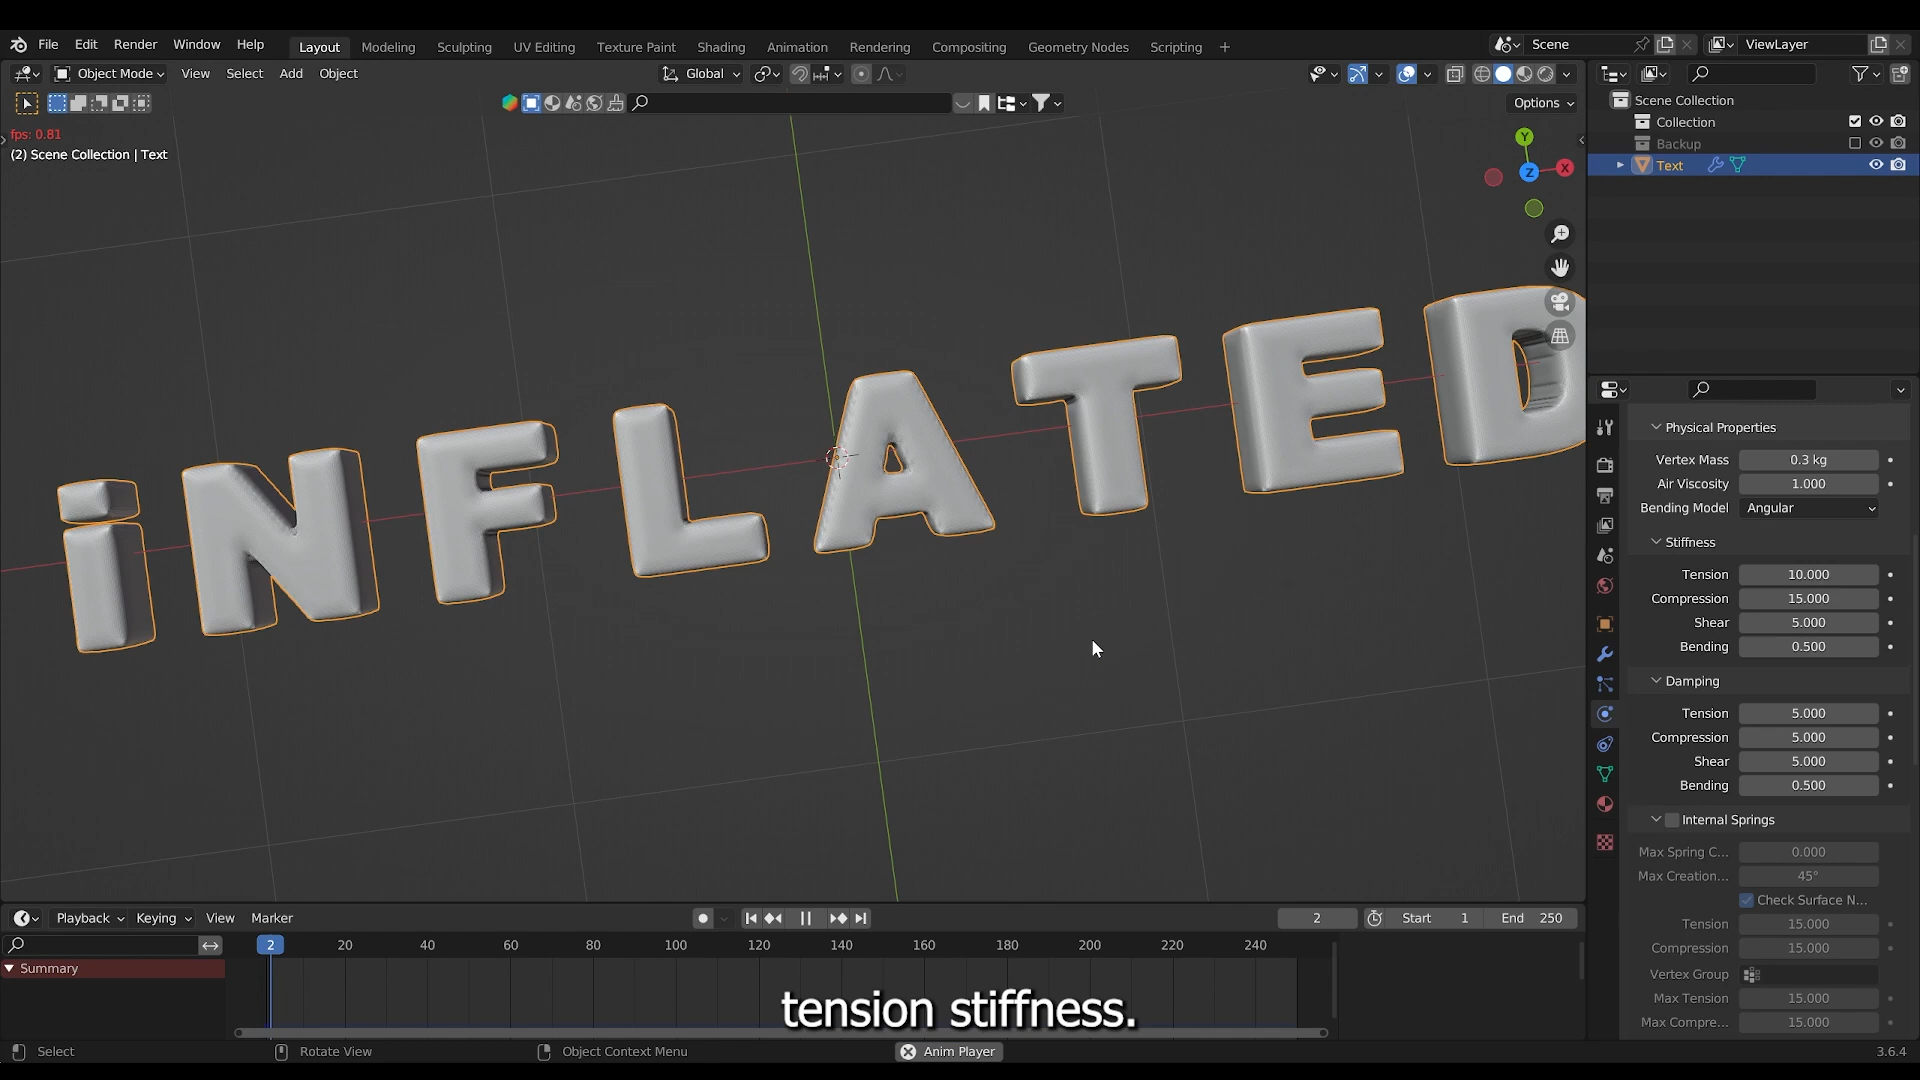 File Edit Render Window Help Layout Modeling Sculpting UV Editing Texture Paint Shading Animation Rendering Compositing Geometry Nodes Scripting + Scene ViewLayer
Object Mode View Select Add Object Global
Options
fps: 0.81
(2) Scene Collection | Text
Y
X
Z
iNFLATED
Scene Collection
Collection
Backup
Text
Physical Properties
Vertex Mass 0.3 kg
Air Viscosity 1.000
Bending Model Angular
Stiffness
Tension 10.000
Compression 15.000
Shear 5.000
Bending 0.500
Damping
Tension 5.000
Compression 5.000
Shear 5.000
Bending 0.500
Internal Springs
Max Spring C... 0.000
Max Creation... 45°
Check Surface N...
Tension 15.000
Compression 15.000
Vertex Group
Max Tension 15.000
Max Compre... 15.000
Playback Keying View Marker 2 Start 1 End 250
2 20 40 60 80 100 120 140 160 180 200 220 240
Summary
tension stiffness.
Select Rotate View Object Context Menu Anim Player 3.6.4